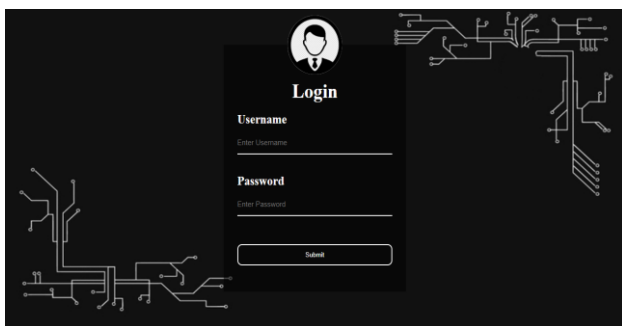 Login
Username
Enter Username
Password
Enter Password
Submit